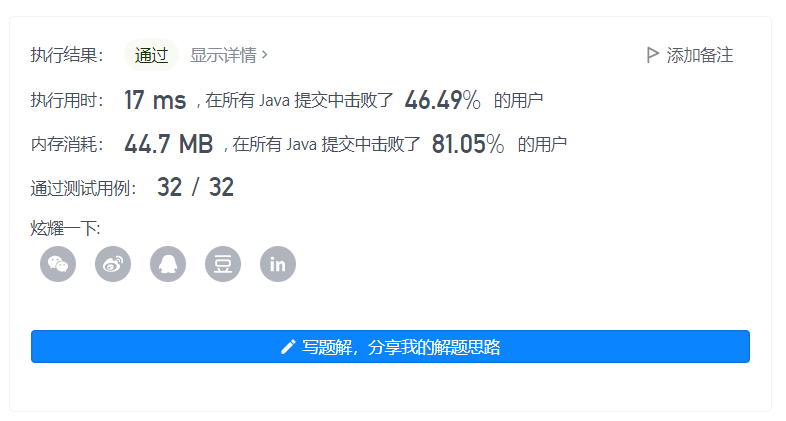 执行结果： 通过 显示详情 > 添加备注
执行用时： 17 ms , 在所有 Java 提交中击败了 46.49% 的用户
内存消耗： 44.7 MB , 在所有 Java 提交中击败了 81.05% 的用户
通过测试用例： 32 / 32
炫耀一下:
豆 in
写题解，分享我的解题思路